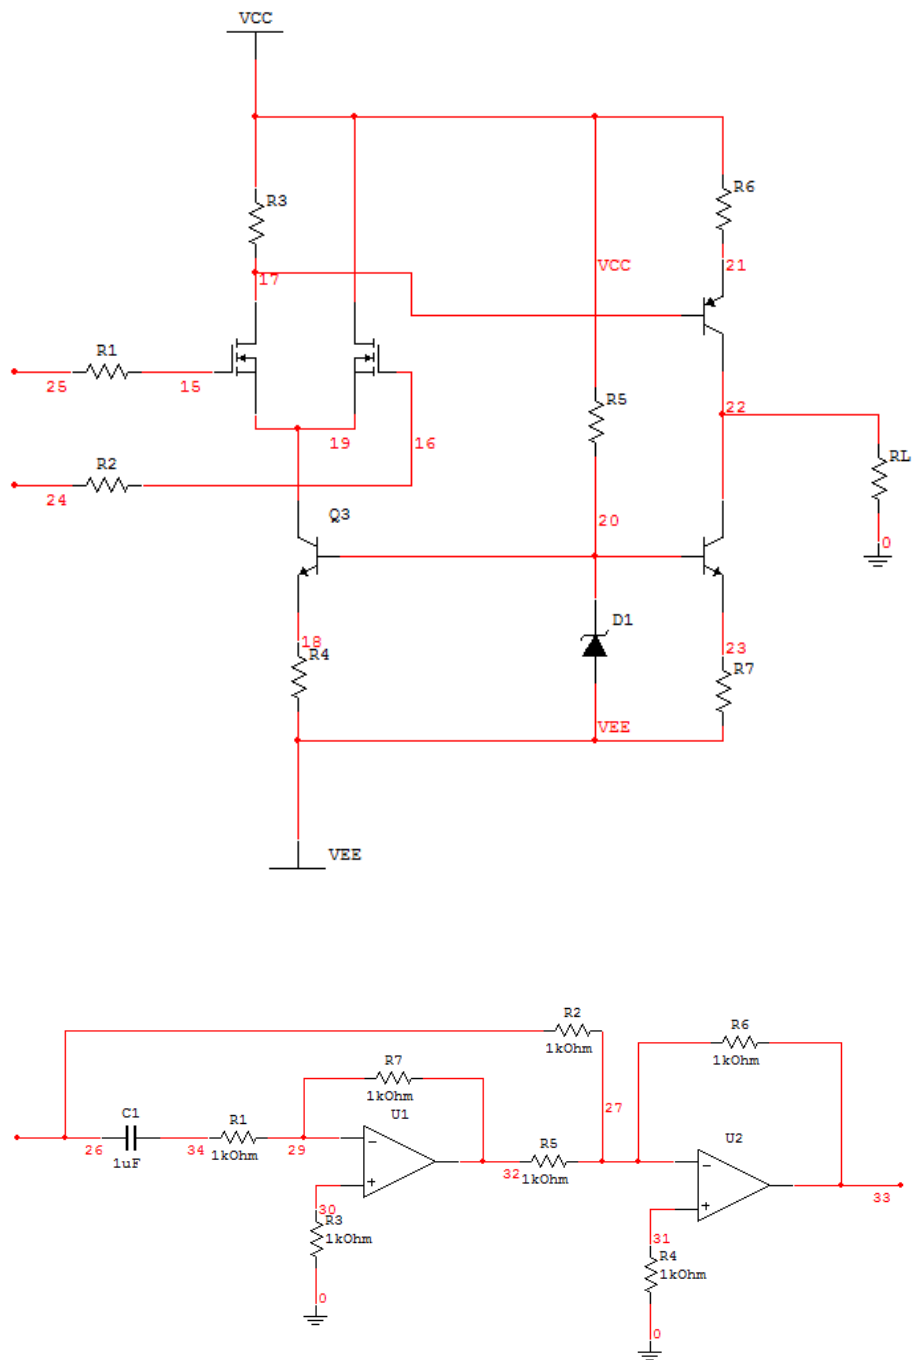 VCC
R3
R6
17
VCC
21
R1
25
15
R5
22
19
16
R2
RL
24
Q3
20
0
D1
18
R4
23
R7
VEE
VEE
R2
1kOhm
R6
1kOhm
R7
1kOhm
27
C1
1uF
R1
1kOhm
U1
26
34
29
−
+
32
R5
1kOhm
U2
−
+
33
30
R3
1kOhm
31
R4
1kOhm
0
0